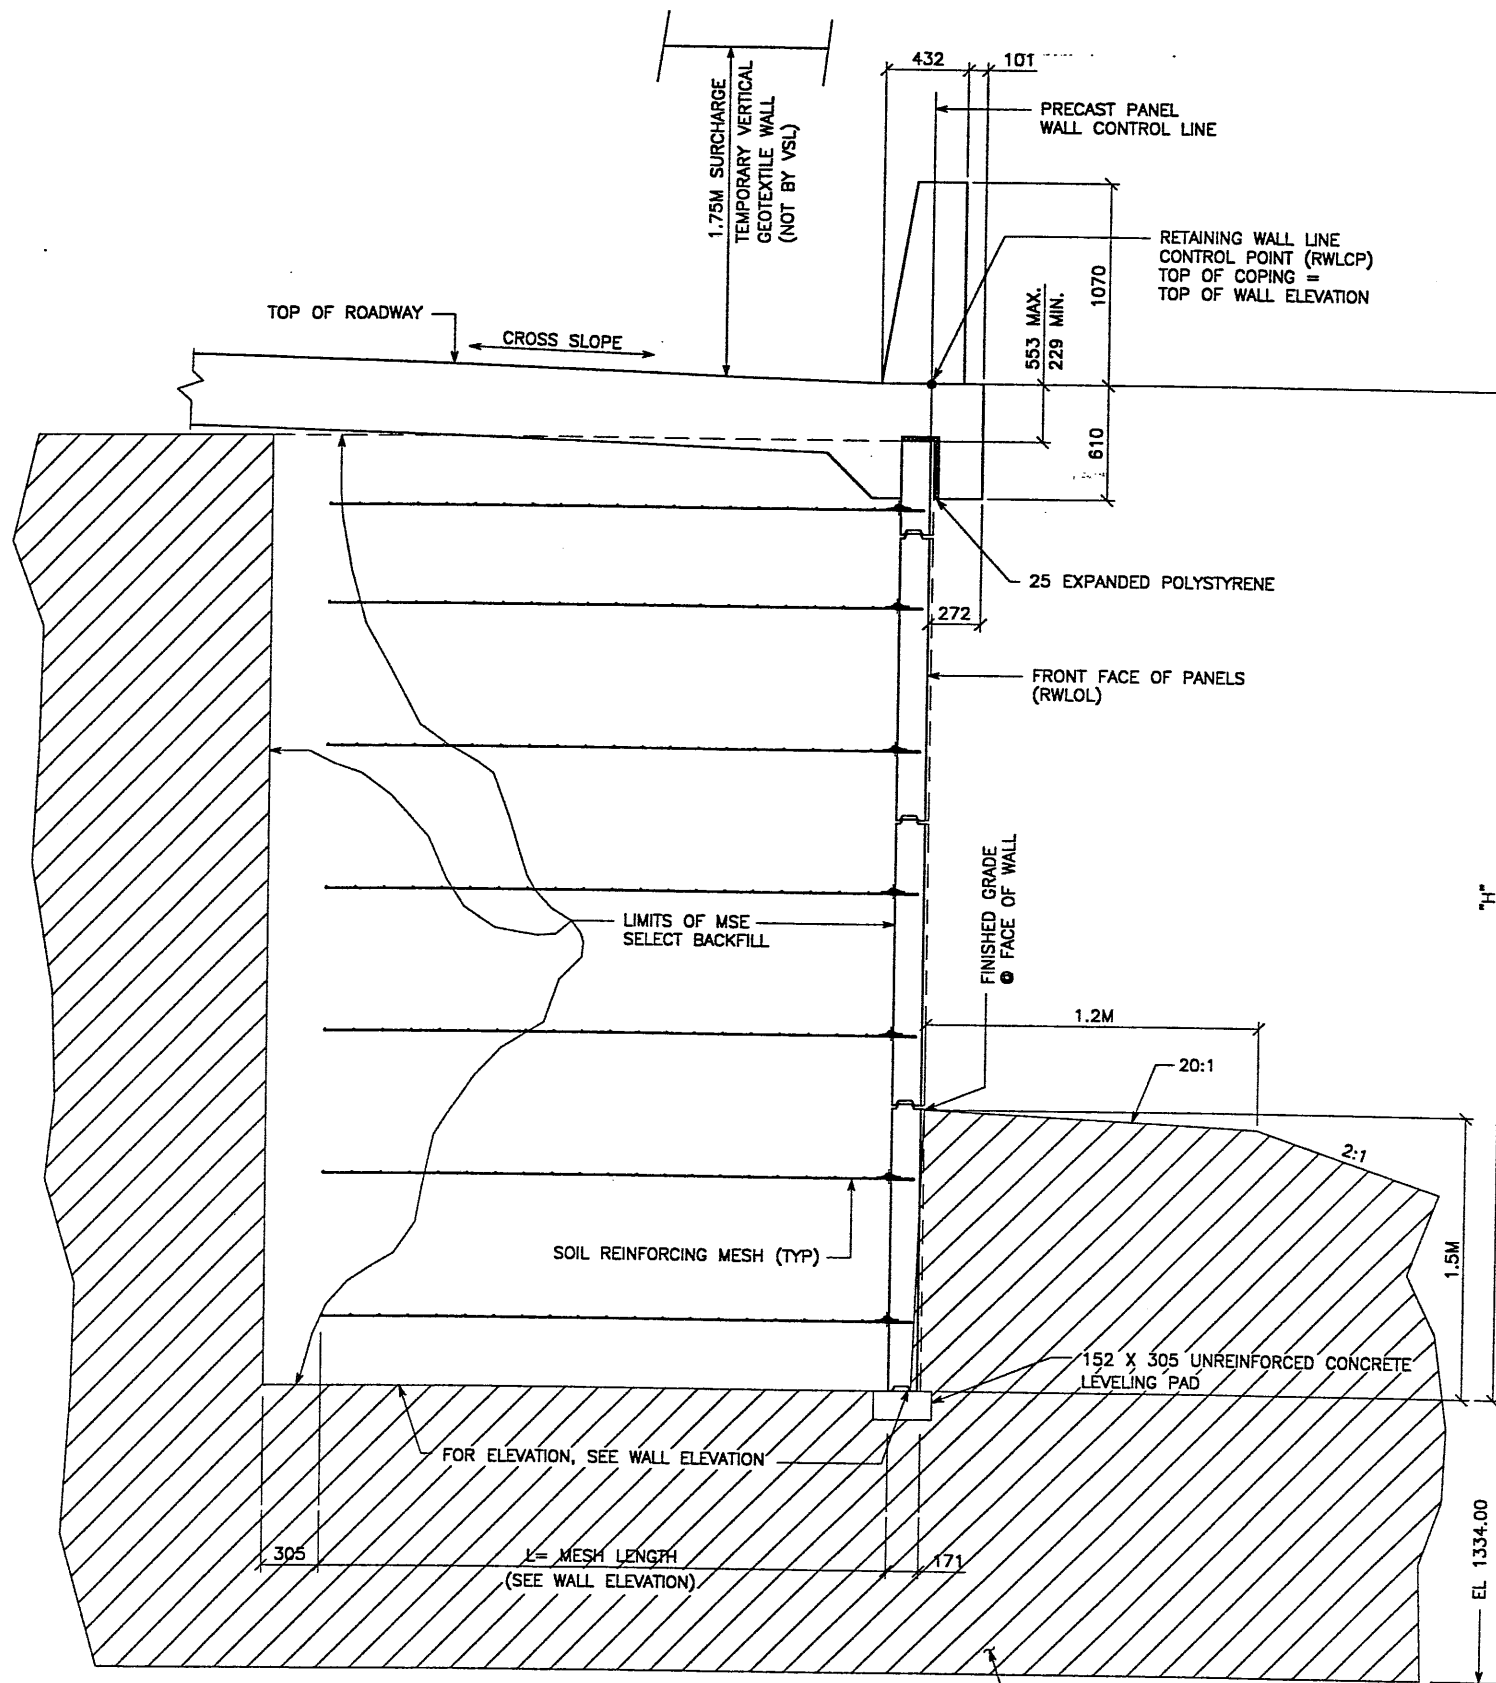 432
101
PRECAST PANEL
WALL CONTROL LINE
1.75M SURCHARGE
TEMPORARY VERTICAL
GEOTEXTILE WALL
(NOT BY VSL)
RETAINING WALL LINE
CONTROL POINT (RWLCP)
TOP OF COPING =
TOP OF WALL ELEVATION
1070
553 MAX.
229 MIN.
TOP OF ROADWAY
CROSS SLOPE
610
25 EXPANDED POLYSTYRENE
272
FRONT FACE OF PANELS
(RWLOL)
FINISHED GRADE
@ FACE OF WALL
"H"
LIMITS OF MSE
SELECT BACKFILL
1.2M
20:1
2:1
SOIL REINFORCING MESH (TYP)
1.5M
152 X 305 UNREINFORCED CONCRETE
LEVELING PAD
FOR ELEVATION, SEE WALL ELEVATION
305
L= MESH LENGTH
(SEE WALL ELEVATION)
171
EL 1334.00